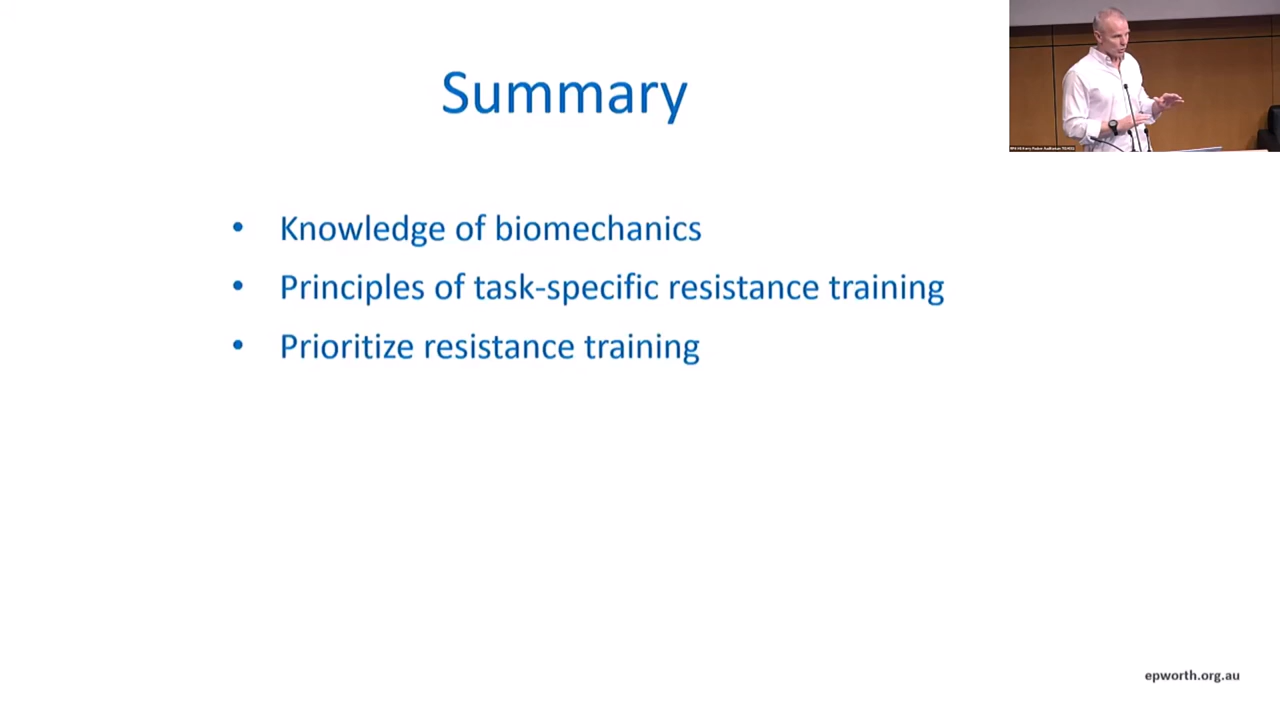 Summary
• Knowledge of biomechanics
• Principles of task-specific resistance training
• Prioritize resistance training
epworth.org.au